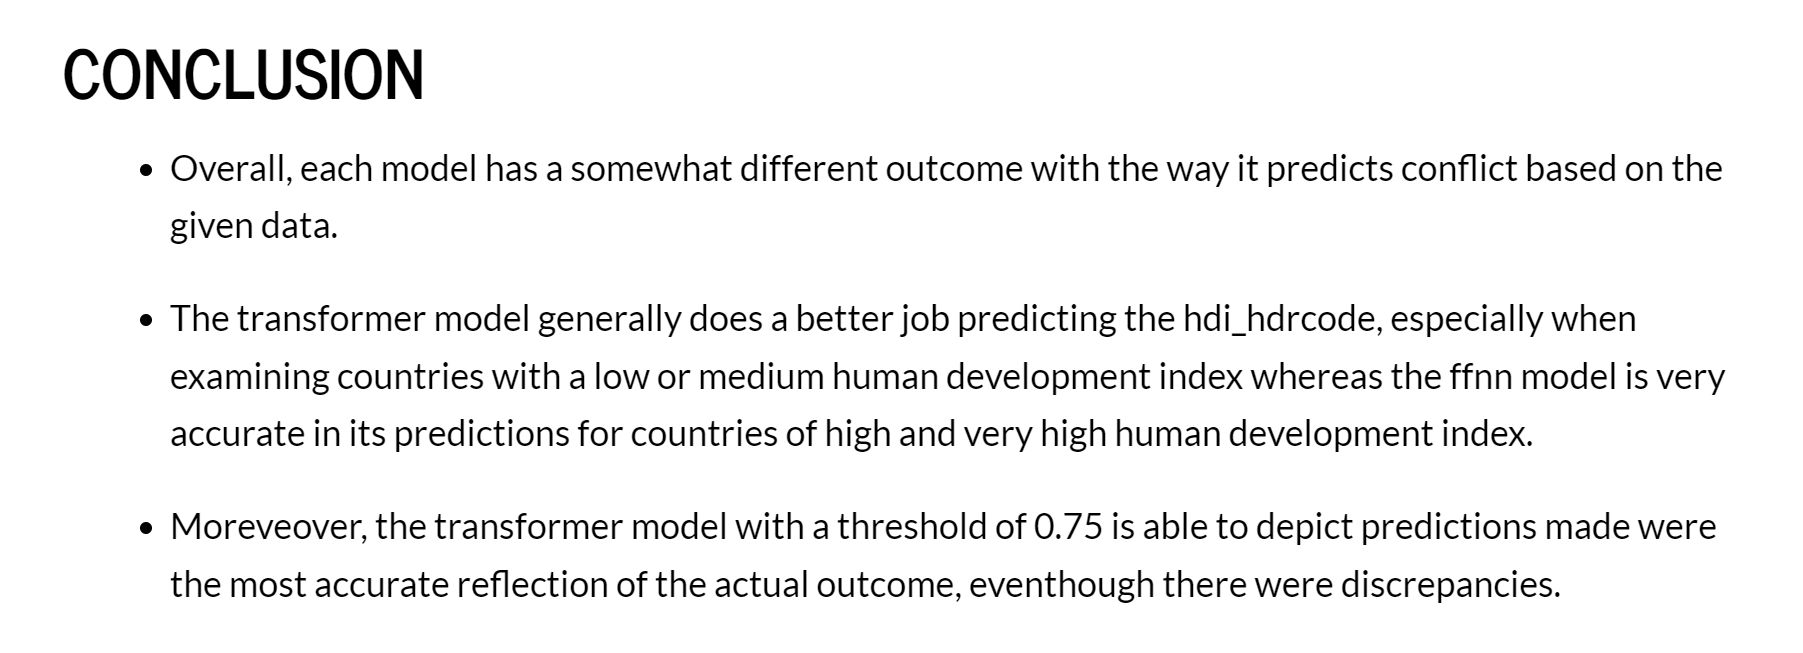 CONCLUSION
• Overall, each model has a somewhat different outcome with the way it predicts conflict based on the
given data.
• The transformer model generally does a better job predicting the hdi_hdrcode, especially when
examining countries with a low or medium human development index whereas the ffnn model is very
accurate in its predictions for countries of high and very high human development index.
• Moreveover, the transformer model with a threshold of 0.75 is able to depict predictions made were
the most accurate reflection of the actual outcome, eventhough there were discrepancies.